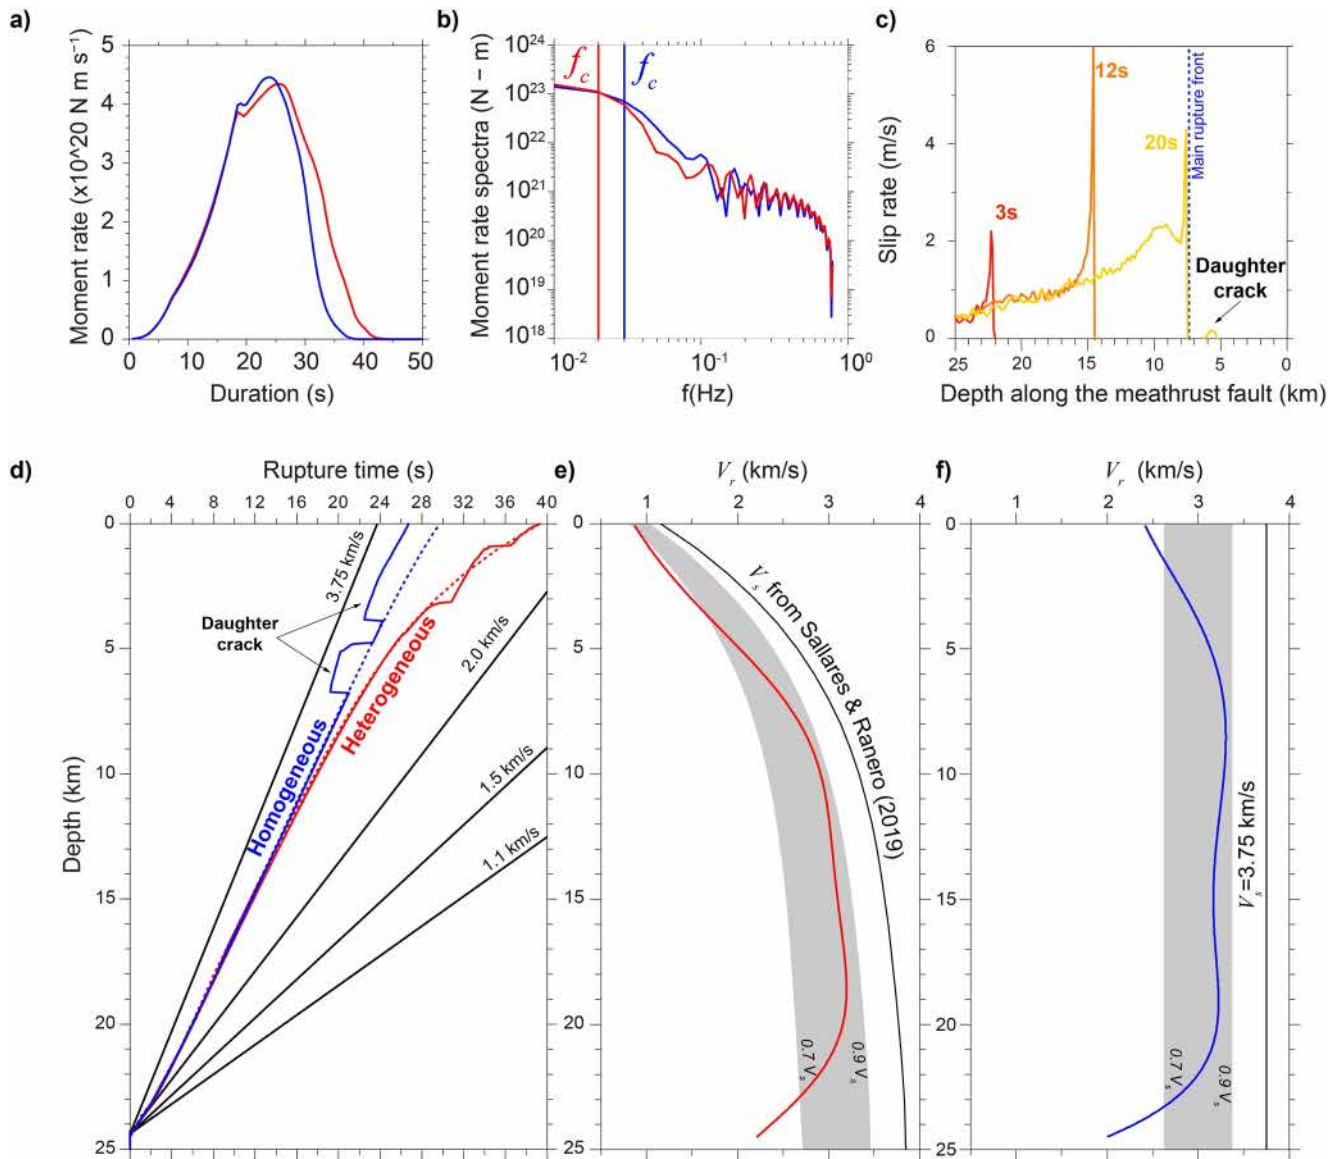 a)
Moment rate (x10^20 N m s⁻¹)
5
4
3
2
1
0
0 10 20 30 40 50
Duration (s)
b)
Moment rate spectra (N − m)
10²⁴
10²³
10²²
10²¹
10²⁰
10¹⁹
10¹⁸
f_c f_c
10⁻² 10⁻¹ 10⁰
f(Hz)
c)
Slip rate (m/s)
6
4
2
0
3s
12s
20s
Main rupture front
Daughter
crack
25 20 15 10 5 0
Depth along the meathrust fault (km)
d)
Rupture time (s)
0 4 8 12 16 20 24 28 32 36 40
Depth (km)
0
5
10
15
20
25
3.75 km/s
Daughter
crack
2.0 km/s
Homogeneous
Heterogeneous
1.5 km/s
1.1 km/s
e)
V_r (km/s)
1 2 3 4
0
5
10
15
20
25
V_s from Sallares & Ranero (2019)
0.7 V_s
0.9 V_s
f)
V_r (km/s)
1 2 3 4
0
5
10
15
20
25
V_s=3.75 km/s
0.7 V_s
0.9 V_s